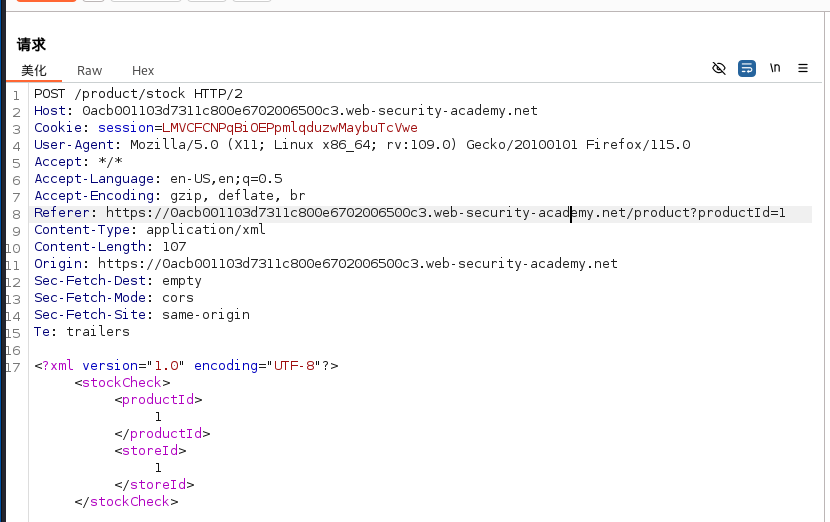 请求
美化 Raw Hex \n
1 POST /product/stock HTTP/2
2 Host: 0acb001103d7311c800e6702006500c3.web-security-academy.net
3 Cookie: session=LMVCFCNPqBiOEPpmlqduzwMaybuTcVwe
4 User-Agent: Mozilla/5.0 (X11; Linux x86_64; rv:109.0) Gecko/20100101 Firefox/115.0
5 Accept: */*
6 Accept-Language: en-US,en;q=0.5
7 Accept-Encoding: gzip, deflate, br
8 Referer: https://0acb001103d7311c800e6702006500c3.web-security-academy.net/product?productId=1
9 Content-Type: application/xml
10 Content-Length: 107
11 Origin: https://0acb001103d7311c800e6702006500c3.web-security-academy.net
12 Sec-Fetch-Dest: empty
13 Sec-Fetch-Mode: cors
14 Sec-Fetch-Site: same-origin
15 Te: trailers
16
17 <?xml version="1.0" encoding="UTF-8"?>
<stockCheck>
<productId>
1
</productId>
<storeId>
1
</storeId>
</stockCheck>